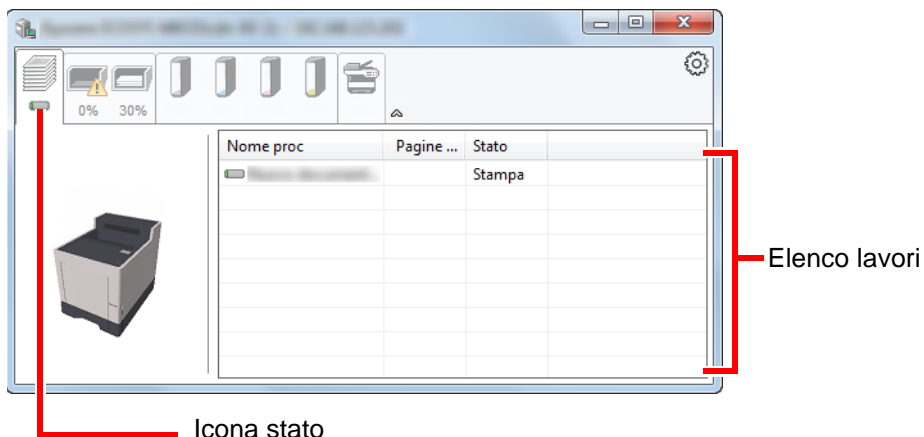 0% 30%
Nome proc Pagine ... Stato
Stampa
Elenco lavori
Icona stato